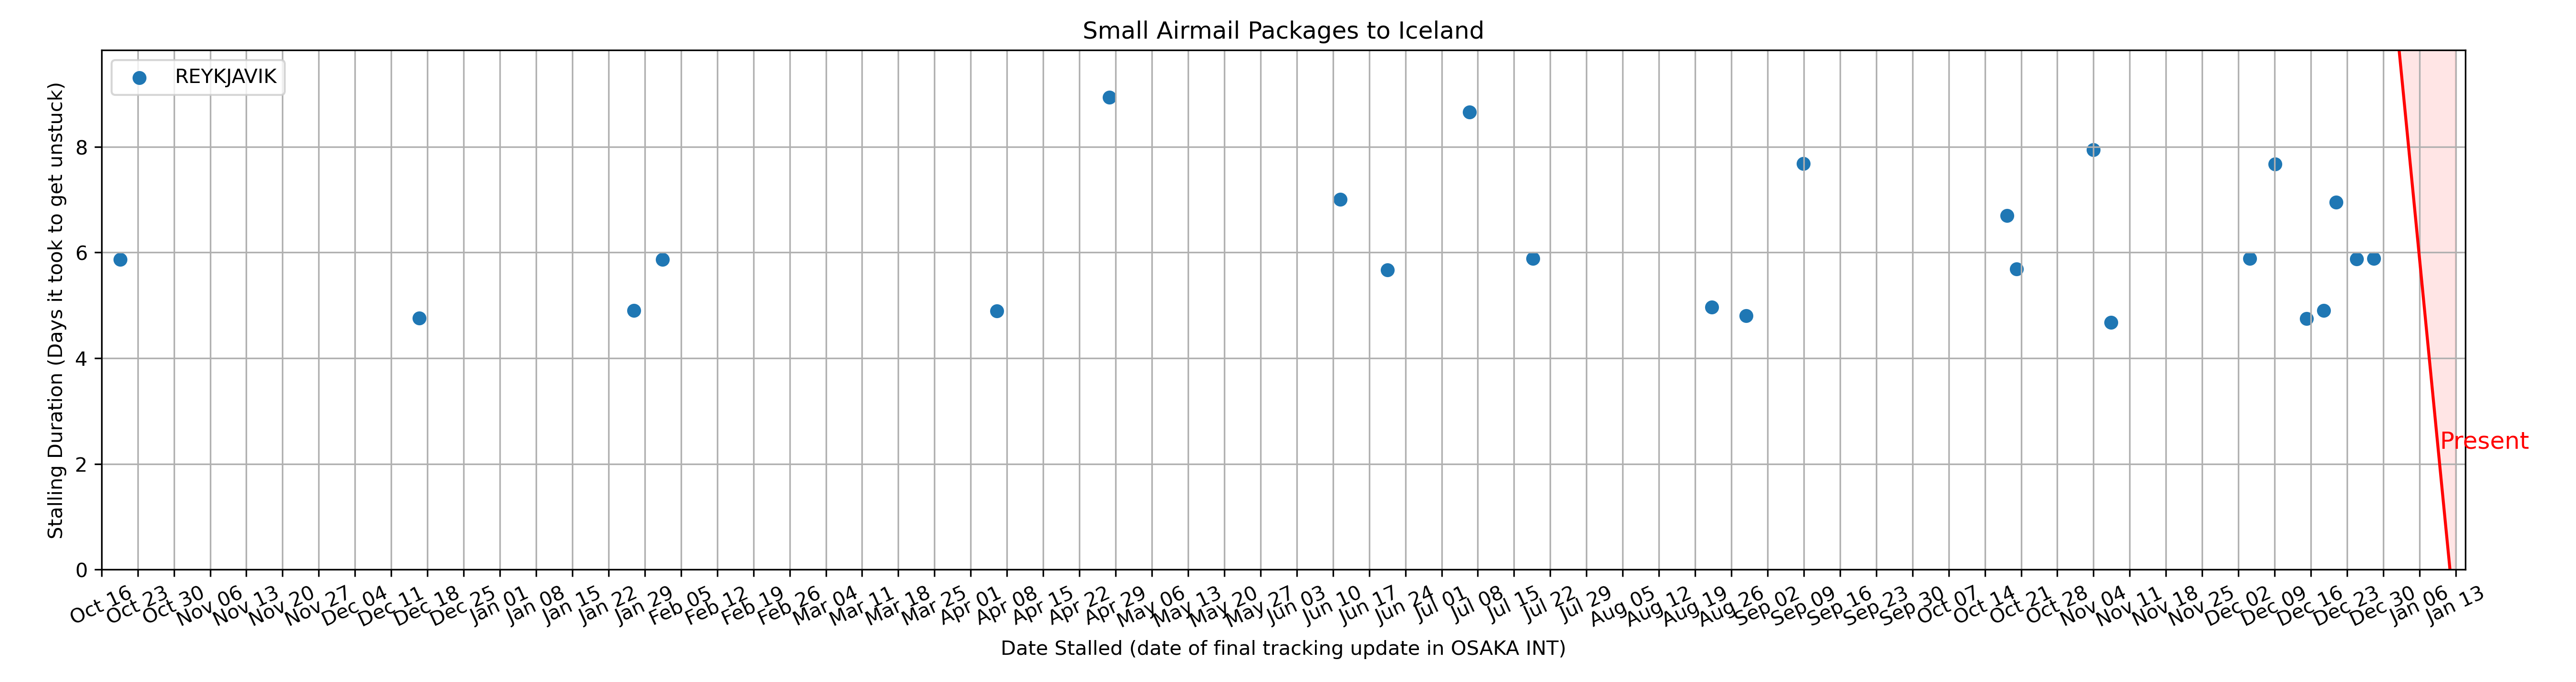 Small Airmail Packages to Iceland
REYKJAVIK
Stalling Duration (Days it took to get unstuck)
8
6
4
2
0
Present
Oct 16 Oct 23 Oct 30 Nov 06 Nov 13 Nov 20 Nov 27 Dec 04 Dec 11 Dec 18 Dec 25 Jan 01 Jan 08 Jan 15 Jan 22 Jan 29 Feb 05 Feb 12 Feb 19 Feb 26 Mar 04 Mar 11 Mar 18 Mar 25 Apr 01 Apr 08 Apr 15 Apr 22 Apr 29 May 06 May 13 May 20 May 27 Jun 03 Jun 10 Jun 17 Jun 24 Jul 01 Jul 08 Jul 15 Jul 22 Jul 29 Aug 05 Aug 12 Aug 19 Aug 26 Sep 02 Sep 09 Sep 16 Sep 23 Sep 30 Oct 07 Oct 14 Oct 21 Oct 28 Nov 04 Nov 11 Nov 18 Nov 25 Dec 02 Dec 09 Dec 16 Dec 23 Dec 30 Jan 06 Jan 13
Date Stalled (date of final tracking update in OSAKA INT)